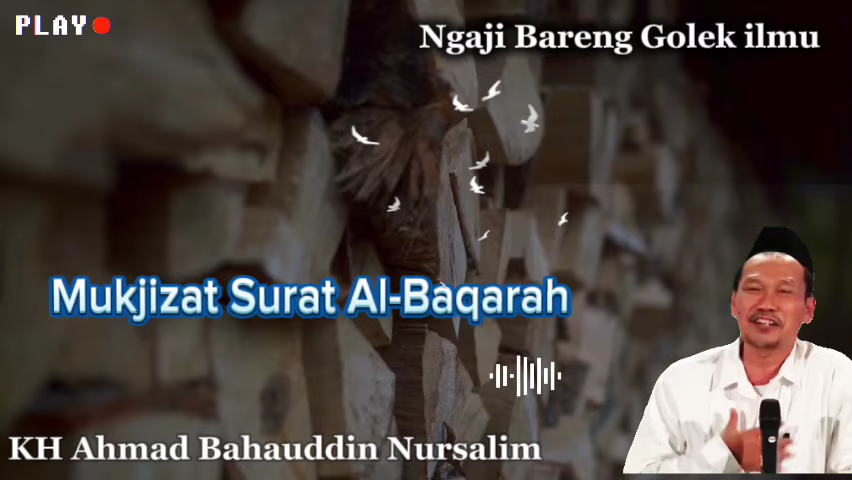 PLAY
Ngaji Bareng Golek ilmu
Mukjizat Surat Al-Baqarah
KH Ahmad Bahauddin Nursalim